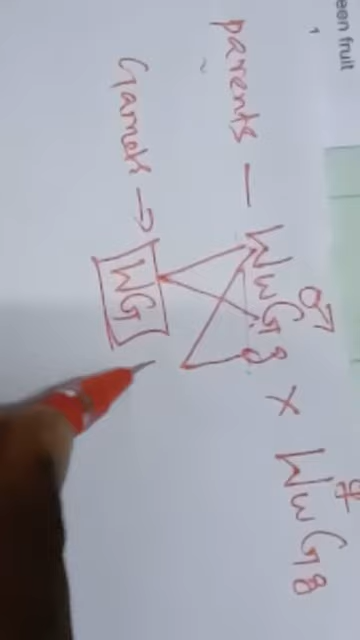 een fruit
parents — WwGg ♂ × WwGg ♀
Gamets → WG